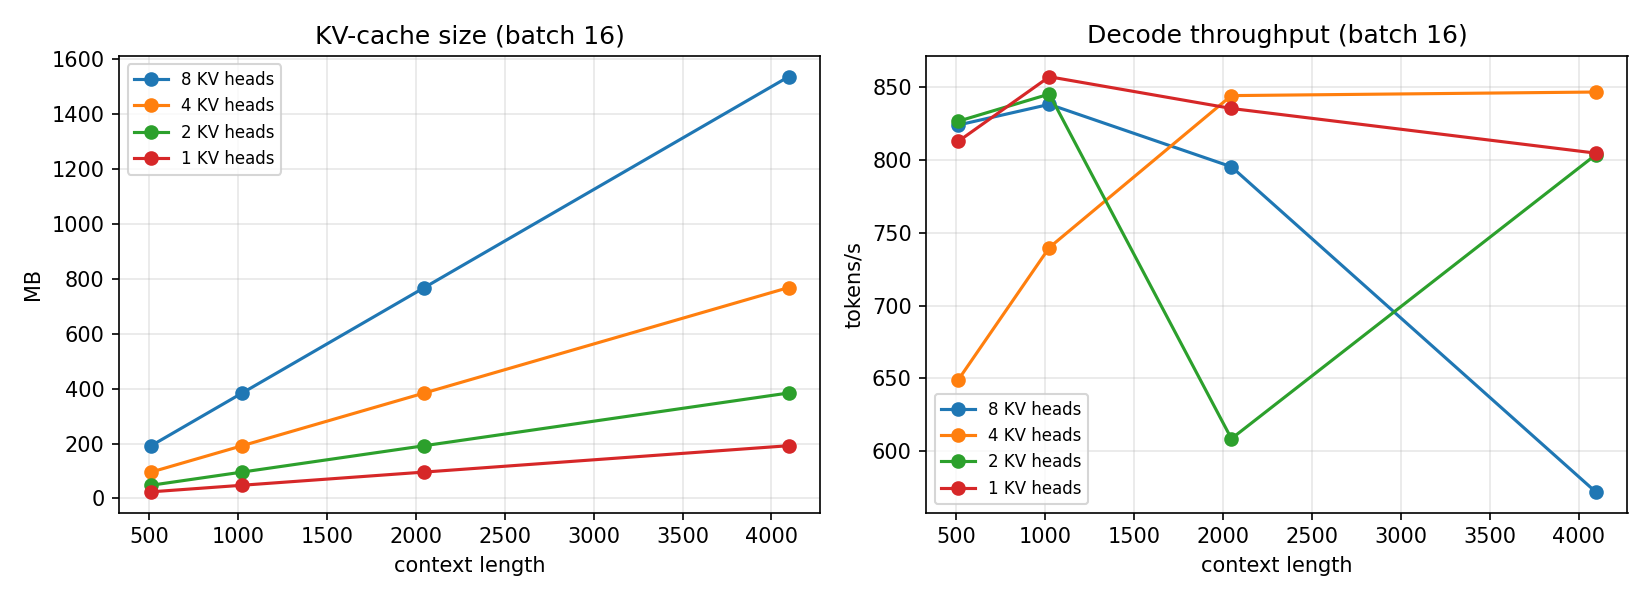 KV-cache size (batch 16)
1600
1400
1200
1000
800
600
400
200
0
MB
8 KV heads
4 KV heads
2 KV heads
1 KV heads
500 1000 1500 2000 2500 3000 3500 4000
context length
Decode throughput (batch 16)
850
800
750
700
650
600
tokens/s
8 KV heads
4 KV heads
2 KV heads
1 KV heads
500 1000 1500 2000 2500 3000 3500 4000
context length